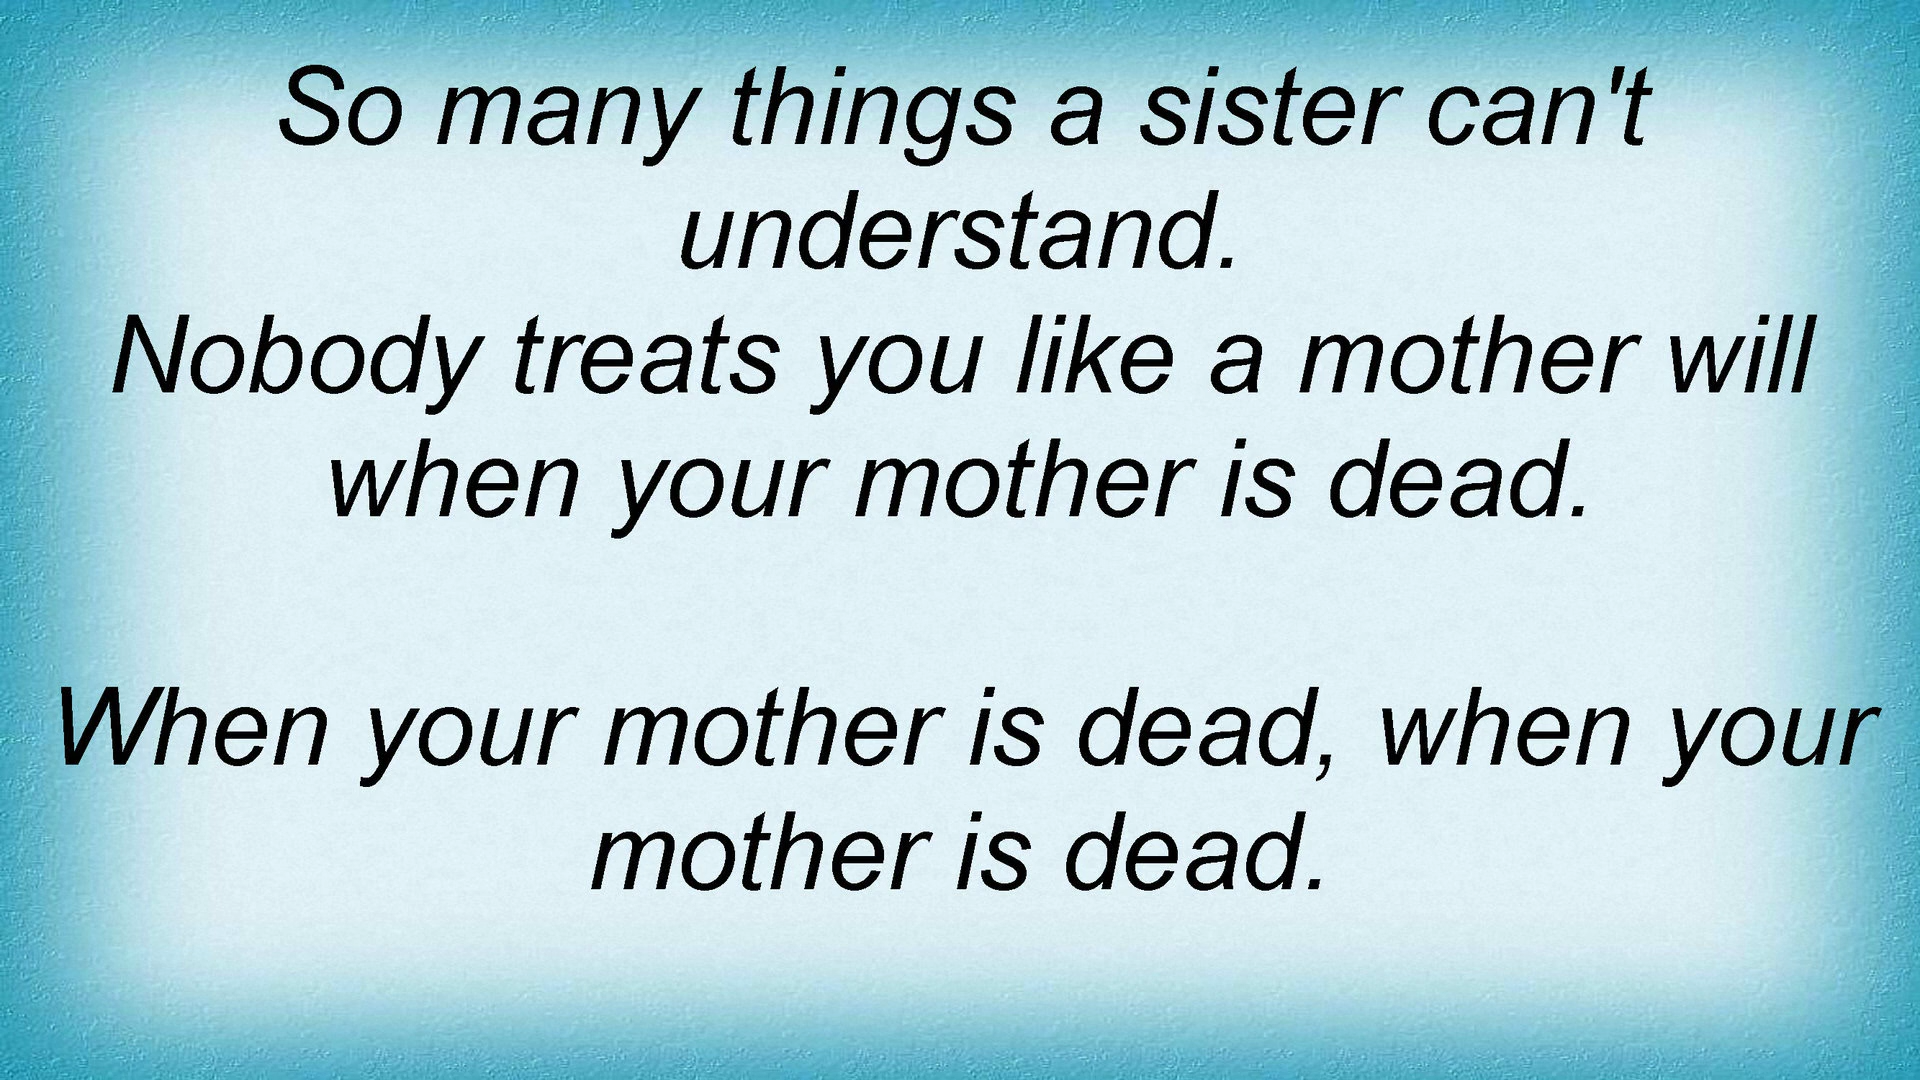 So many things a sister can't
understand.
Nobody treats you like a mother will
when your mother is dead.
When your mother is dead, when your
mother is dead.